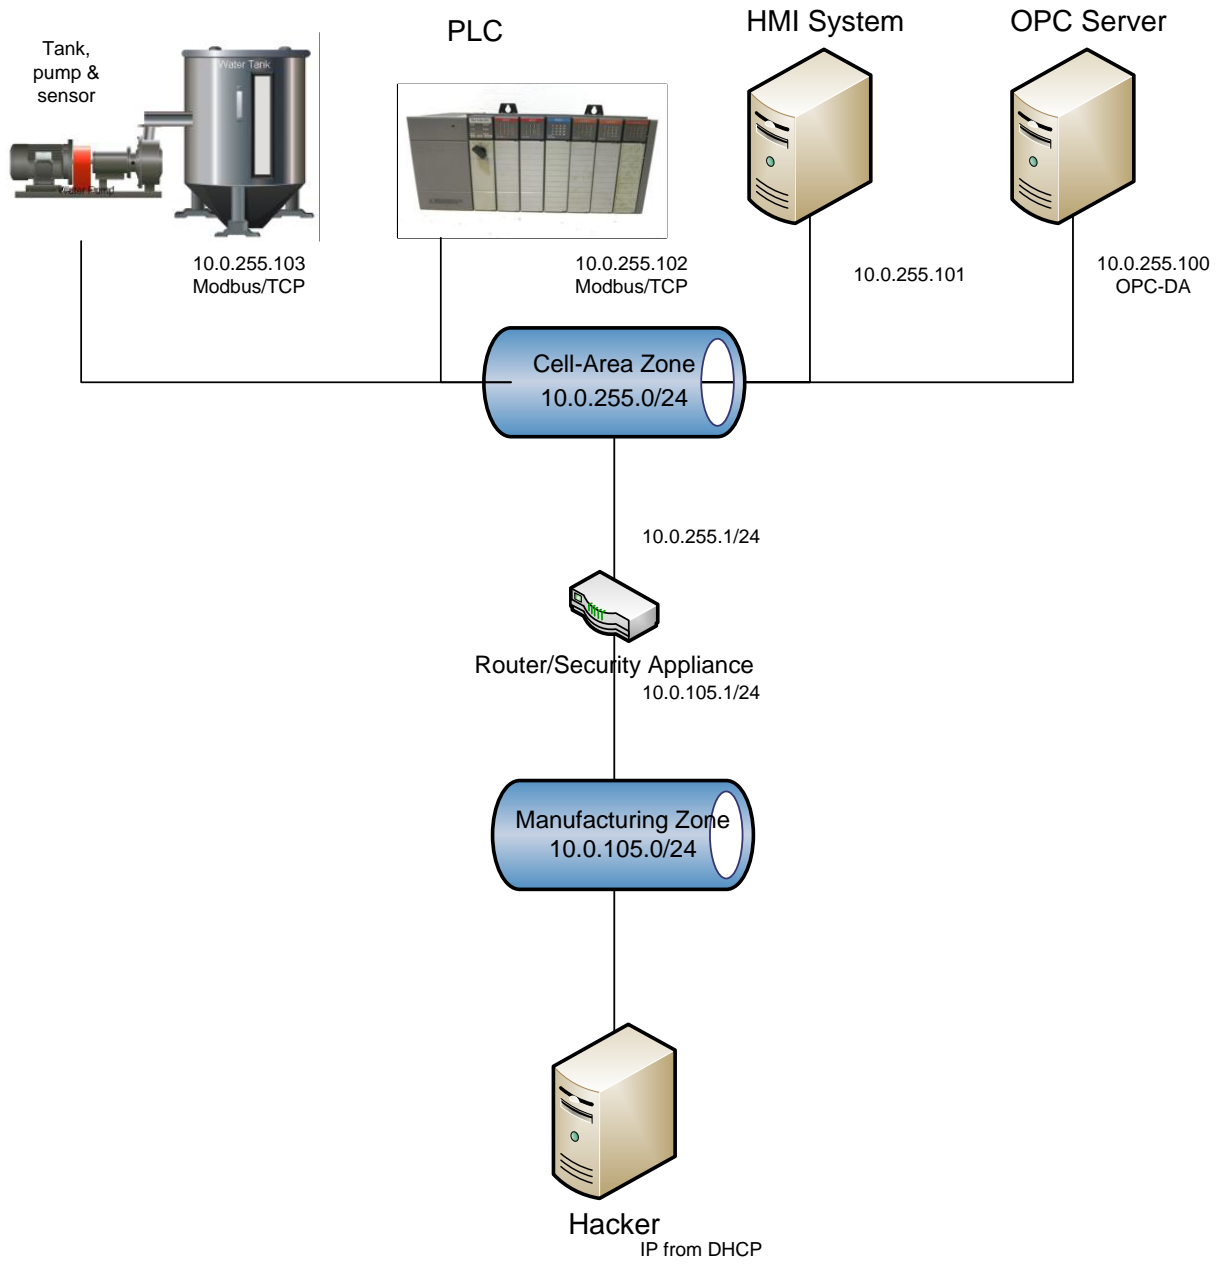 Tank,
pump &
sensor
Water Tank
Water Pump
PLC
HMI System
OPC Server
10.0.255.103
Modbus/TCP
10.0.255.102
Modbus/TCP
10.0.255.101
10.0.255.100
OPC-DA
Cell-Area Zone
10.0.255.0/24
10.0.255.1/24
Router/Security Appliance
10.0.105.1/24
Manufacturing Zone
10.0.105.0/24
Hacker
IP from DHCP